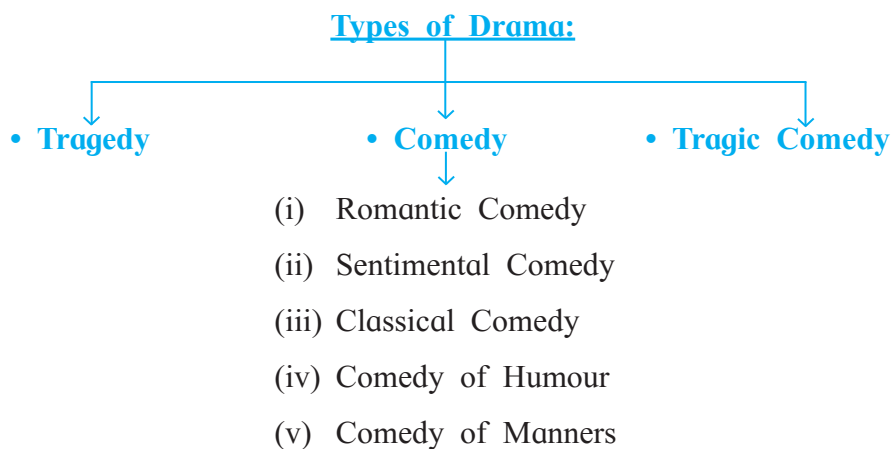 Types of Drama:
• Tragedy • Comedy • Tragic Comedy
(i) Romantic Comedy
(ii) Sentimental Comedy
(iii) Classical Comedy
(iv) Comedy of Humour
(v) Comedy of Manners